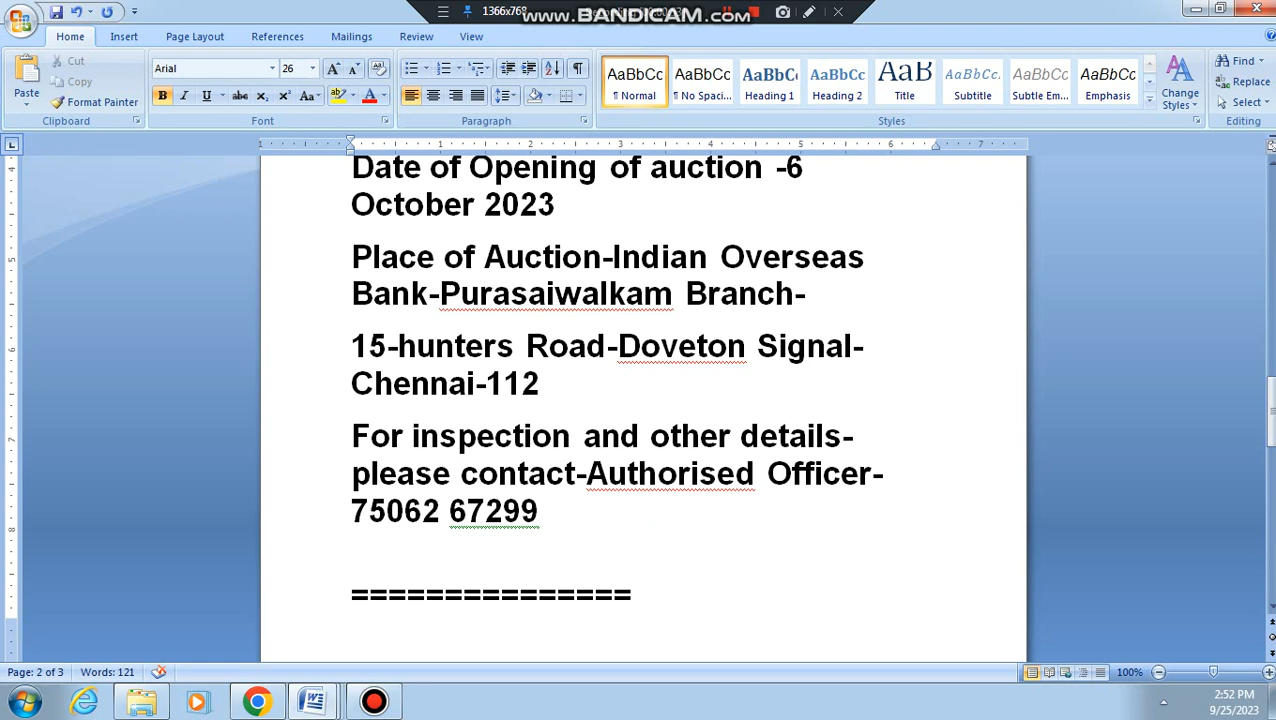 1366x768
www.BANDICAM.com
Home Insert Page Layout References Mailings Review View
Paste
Cut
Copy
Format Painter
Clipboard
Arial 26
Font
Paragraph
AaBbCc AaBbCc AaBbC AaBbCc AaB AaBbCc AaBbCc AaBbCc
¶ Normal ¶ No Spaci... Heading 1 Heading 2 Title Subtitle Subtle Em... Emphasis
Change Styles
Styles
Find
Replace
Select
Editing
Date of Opening of auction -6
October 2023
Place of Auction-Indian Overseas
Bank-Purasaiwalkam Branch-
15-hunters Road-Doveton Signal-
Chennai-112
For inspection and other details-
please contact-Authorised Officer-
75062 67299
===============
Page: 2 of 3 Words: 121
100%
2:52 PM
9/25/2023